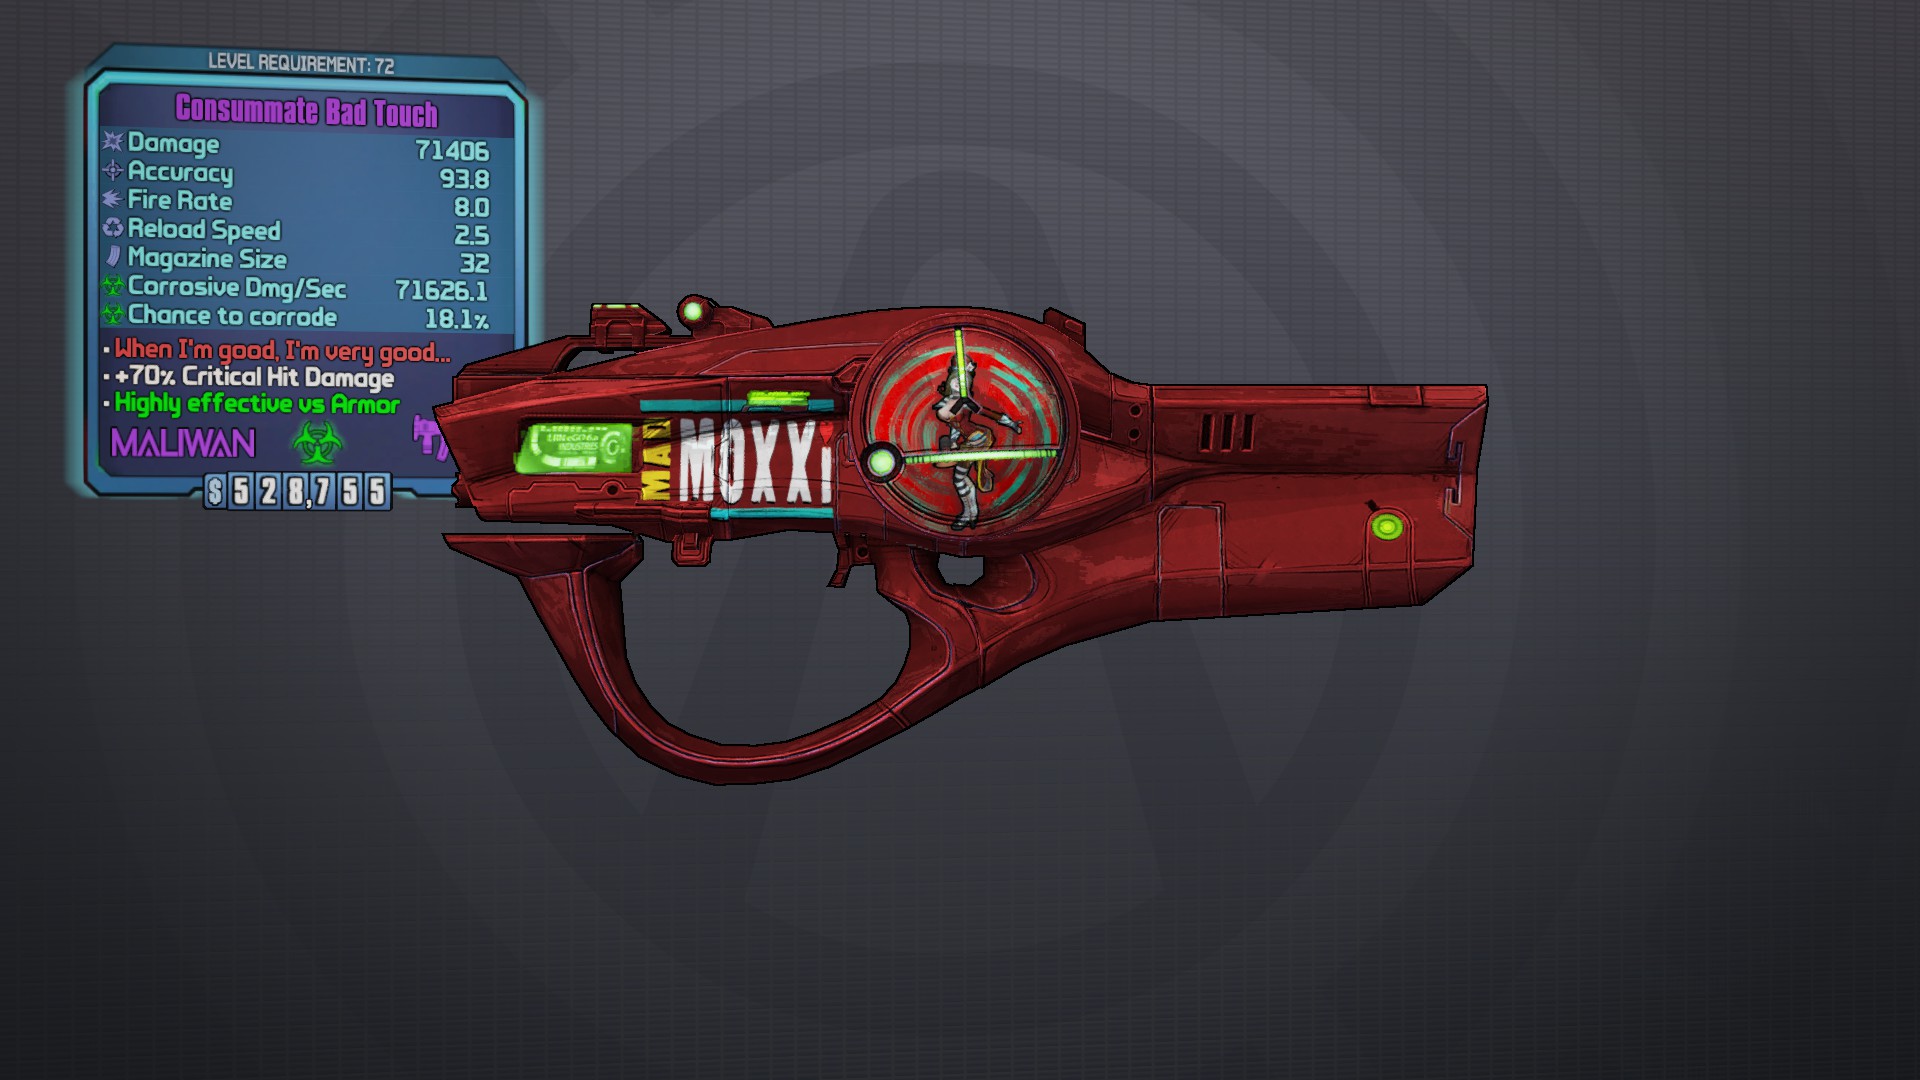 LEVEL REQUIREMENT: 72
Consummate Bad Touch
Damage 71406
Accuracy 93.8
Fire Rate 8.0
Reload Speed 2.5
Magazine Size 32
Corrosive Dmg/Sec 71626.1
Chance to corrode 18.1%
• When I'm good, I'm very good...
• +70% Critical Hit Damage
• Highly effective vs Armor
MALIWAN
$528,755
MAD
MOXXI
INDUSTRIES